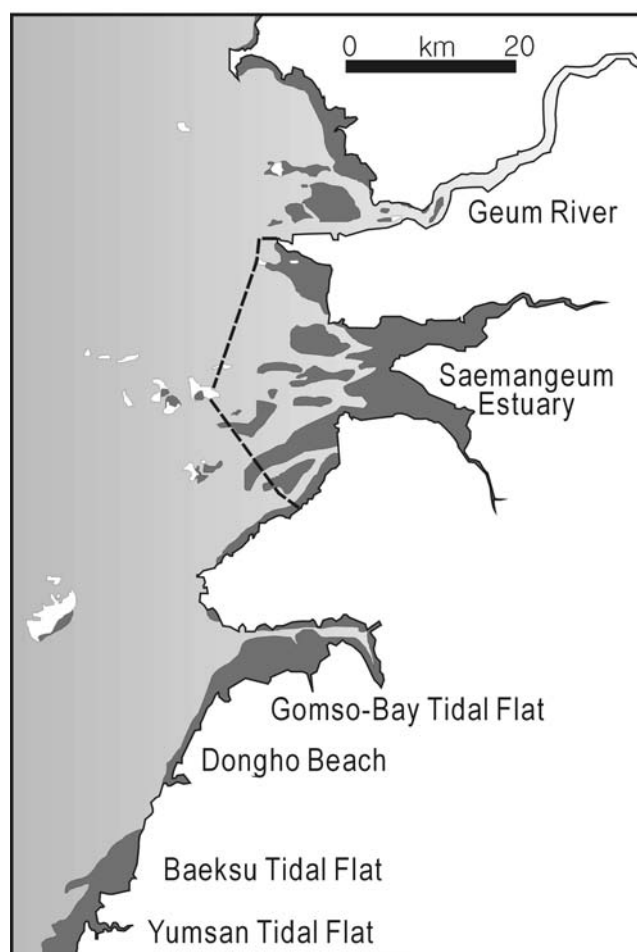 0 km 20
Geum River
Saemangeum
Estuary
Gomso-Bay Tidal Flat
Dongho Beach
Baeksu Tidal Flat
Yumsan Tidal Flat